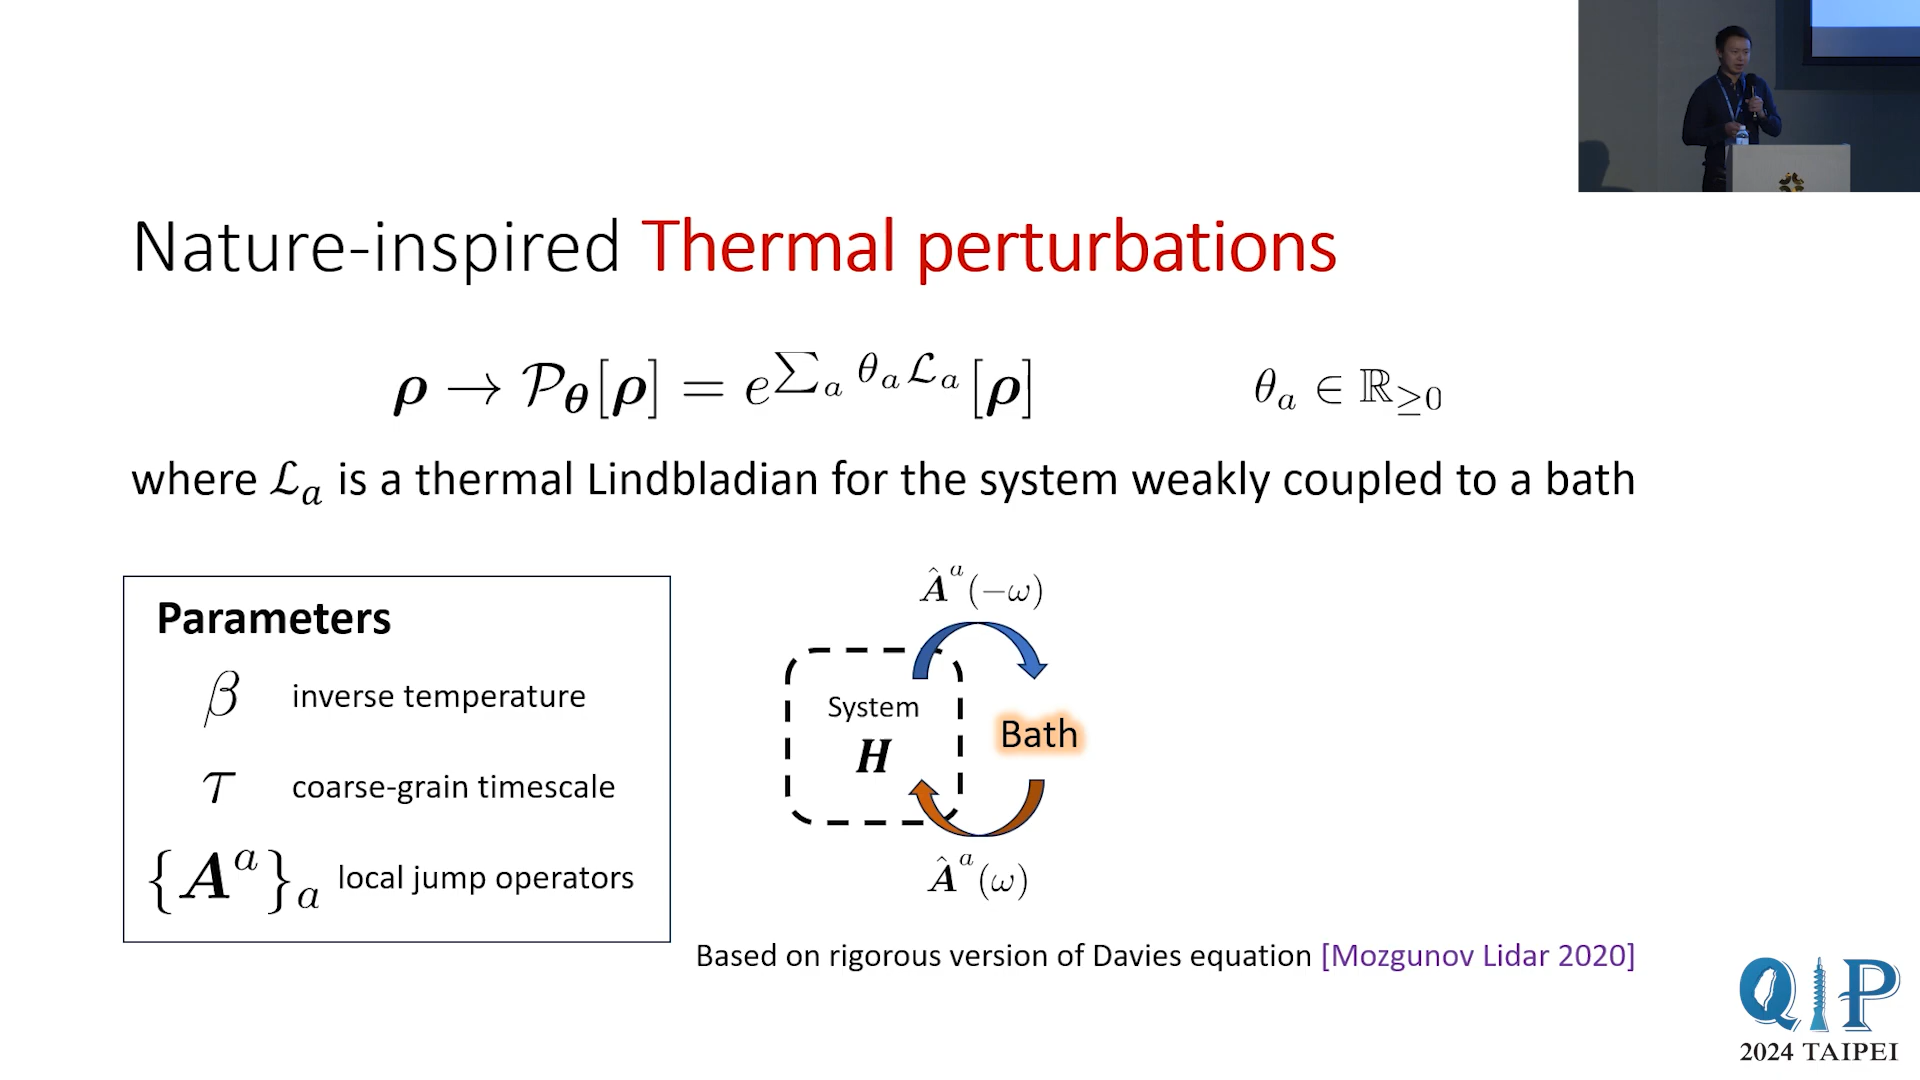 Nature-inspired Thermal perturbations
ρ → 𝒫_θ[ρ] = e^{∑_a θ_a ℒ_a}[ρ]    θ_a ∈ ℝ_{≥0}
where ℒ_a is a thermal Lindbladian for the system weakly coupled to a bath
Parameters
β inverse temperature
τ coarse-grain timescale
{A^a}_a local jump operators
Â^a(−ω)
System
H
Bath
Â^a(ω)
Based on rigorous version of Davies equation [Mozgunov Lidar 2020]
QIP
2024 TAIPEI